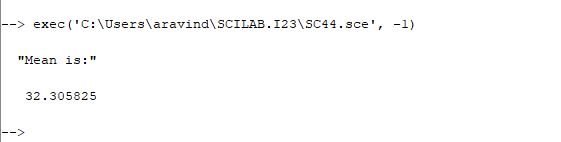 --> exec('C:\Users\aravind\SCILAB.I23\SC44.sce', -1)
"Mean is:"
32.305825
-->